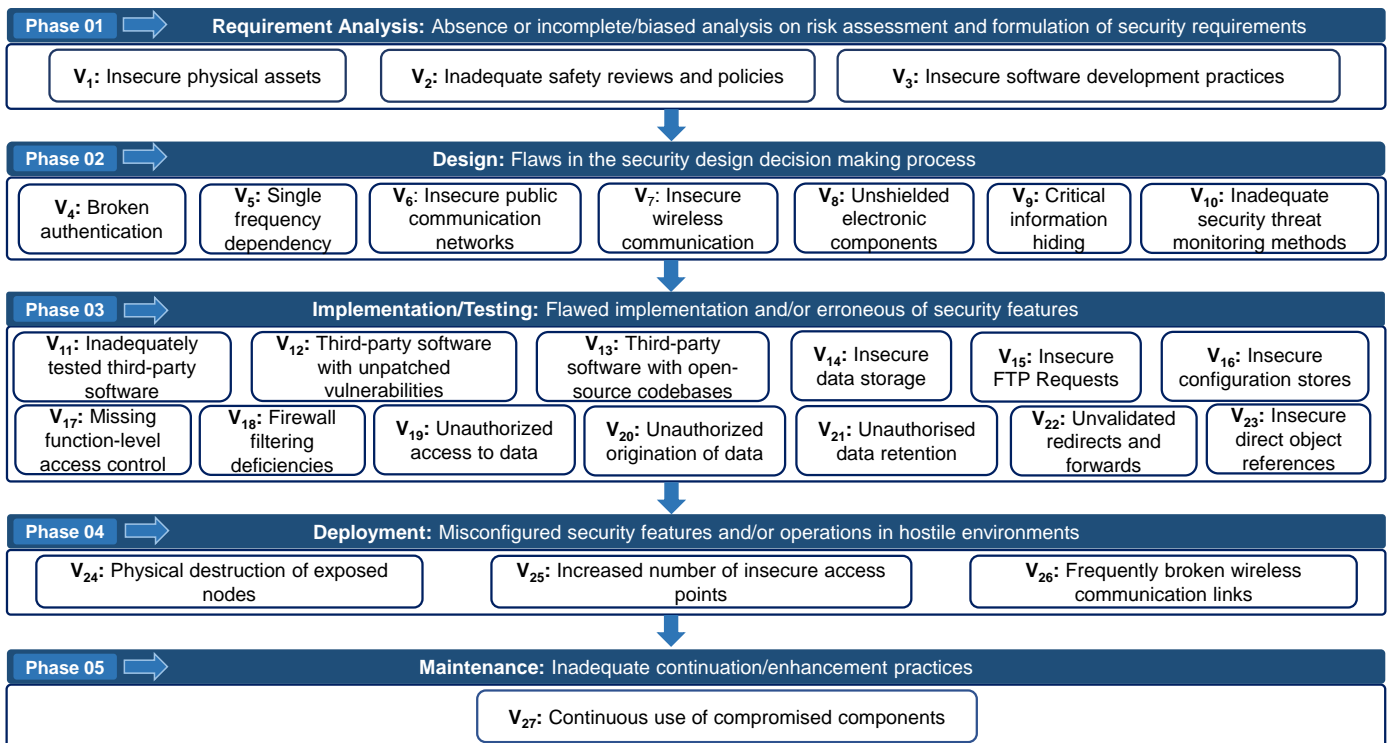 Phase 01
Requirement Analysis: Absence or incomplete/biased analysis on risk assessment and formulation of security requirements
V1: Insecure physical assets
V2: Inadequate safety reviews and policies
V3: Insecure software development practices
Phase 02
Design: Flaws in the security design decision making process
V4: Broken
authentication
V5: Single
frequency
dependency
V6: Insecure public
communication
networks
V7: Insecure
wireless
communication
V8: Unshielded
electronic
components
V9: Critical
information
hiding
V10: Inadequate
security threat
monitoring methods
Phase 03
Implementation/Testing: Flawed implementation and/or erroneous of security features
V11: Inadequately
tested third-party
software
V12: Third-party software
with unpatched
vulnerabilities
V13: Third-party
software with open-
source codebases
V14: Insecure
data storage
V15: Insecure
FTP Requests
V16: Insecure
configuration stores
V17: Missing
function-level
access control
V18: Firewall
filtering
deficiencies
V19: Unauthorized
access to data
V20: Unauthorized
origination of data
V21: Unauthorised
data retention
V22: Unvalidated
redirects and
forwards
V23: Insecure
direct object
references
Phase 04
Deployment: Misconfigured security features and/or operations in hostile environments
V24: Physical destruction of exposed
nodes
V25: Increased number of insecure access
points
V26: Frequently broken wireless
communication links
Phase 05
Maintenance: Inadequate continuation/enhancement practices
V27: Continuous use of compromised components